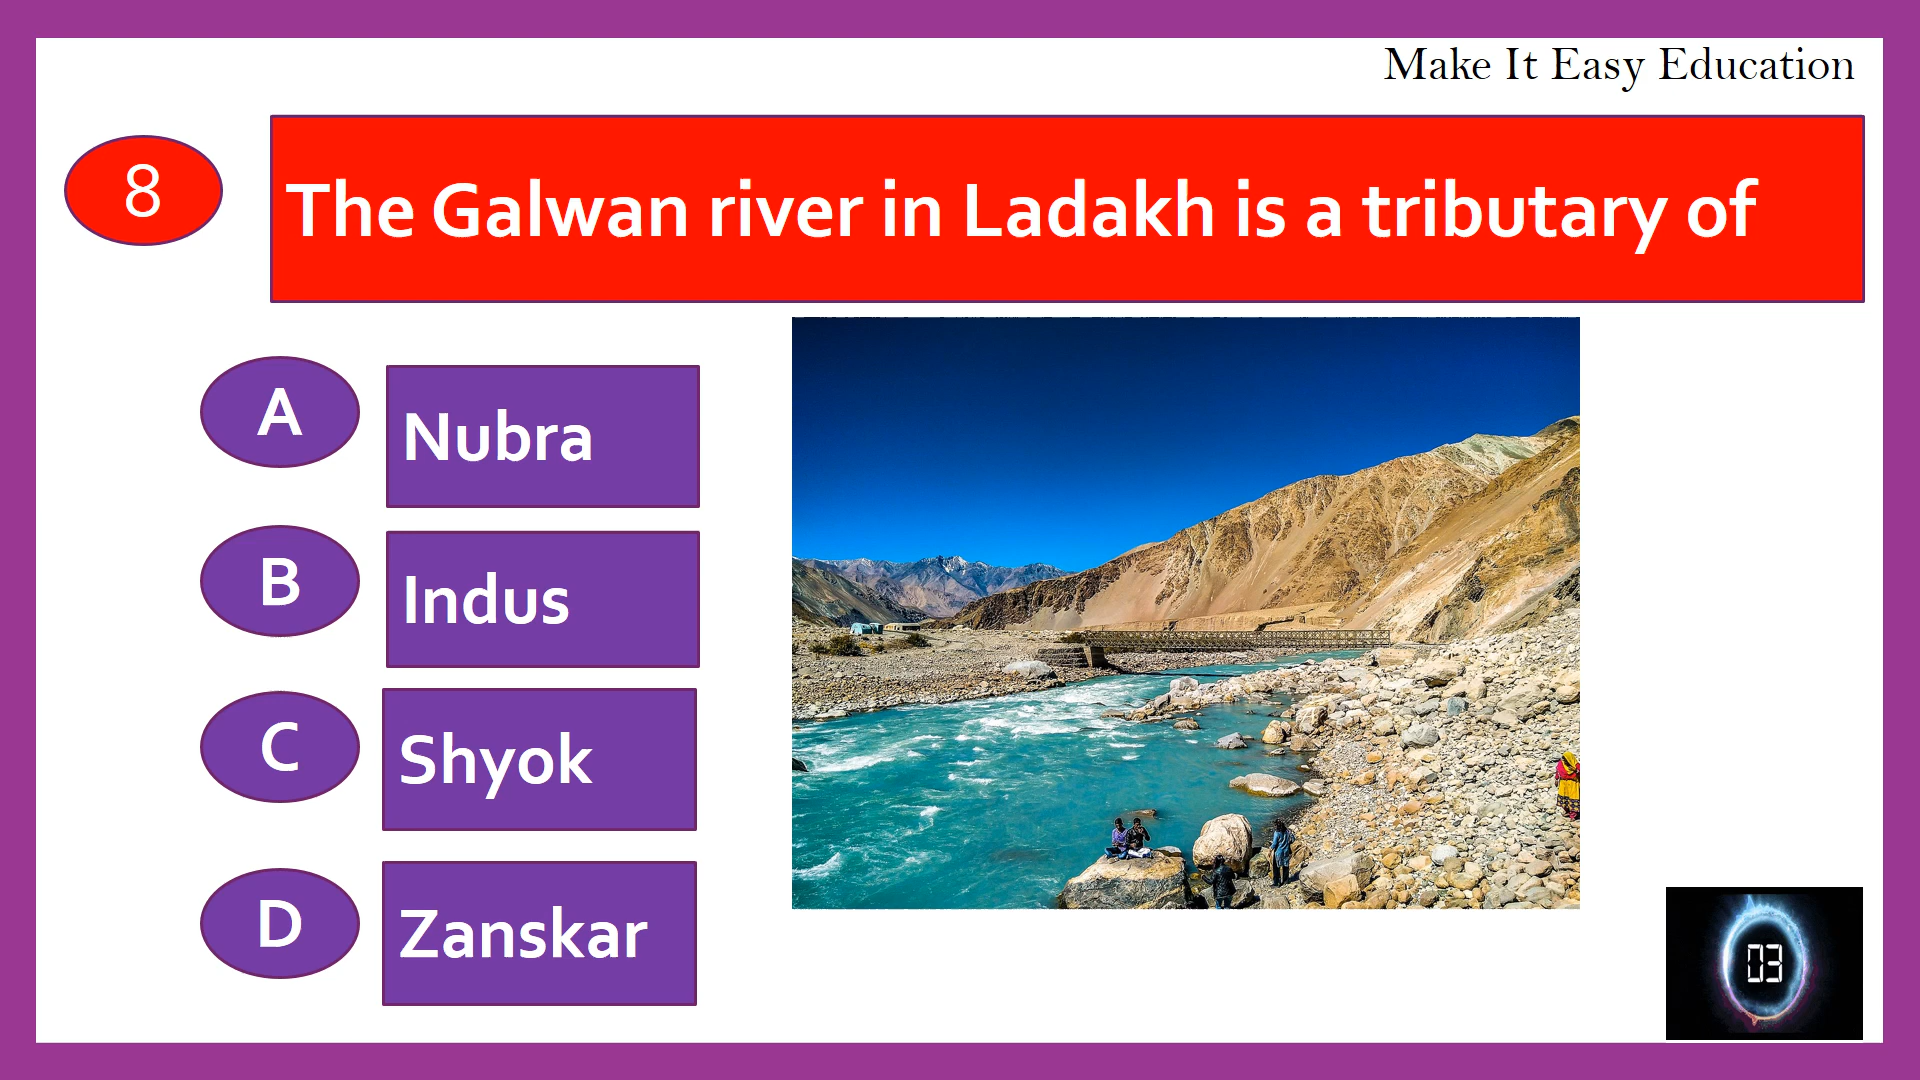 Make It Easy Education
8
The Galwan river in Ladakh is a tributary of
A
Nubra
B
Indus
C
Shyok
D
Zanskar
03